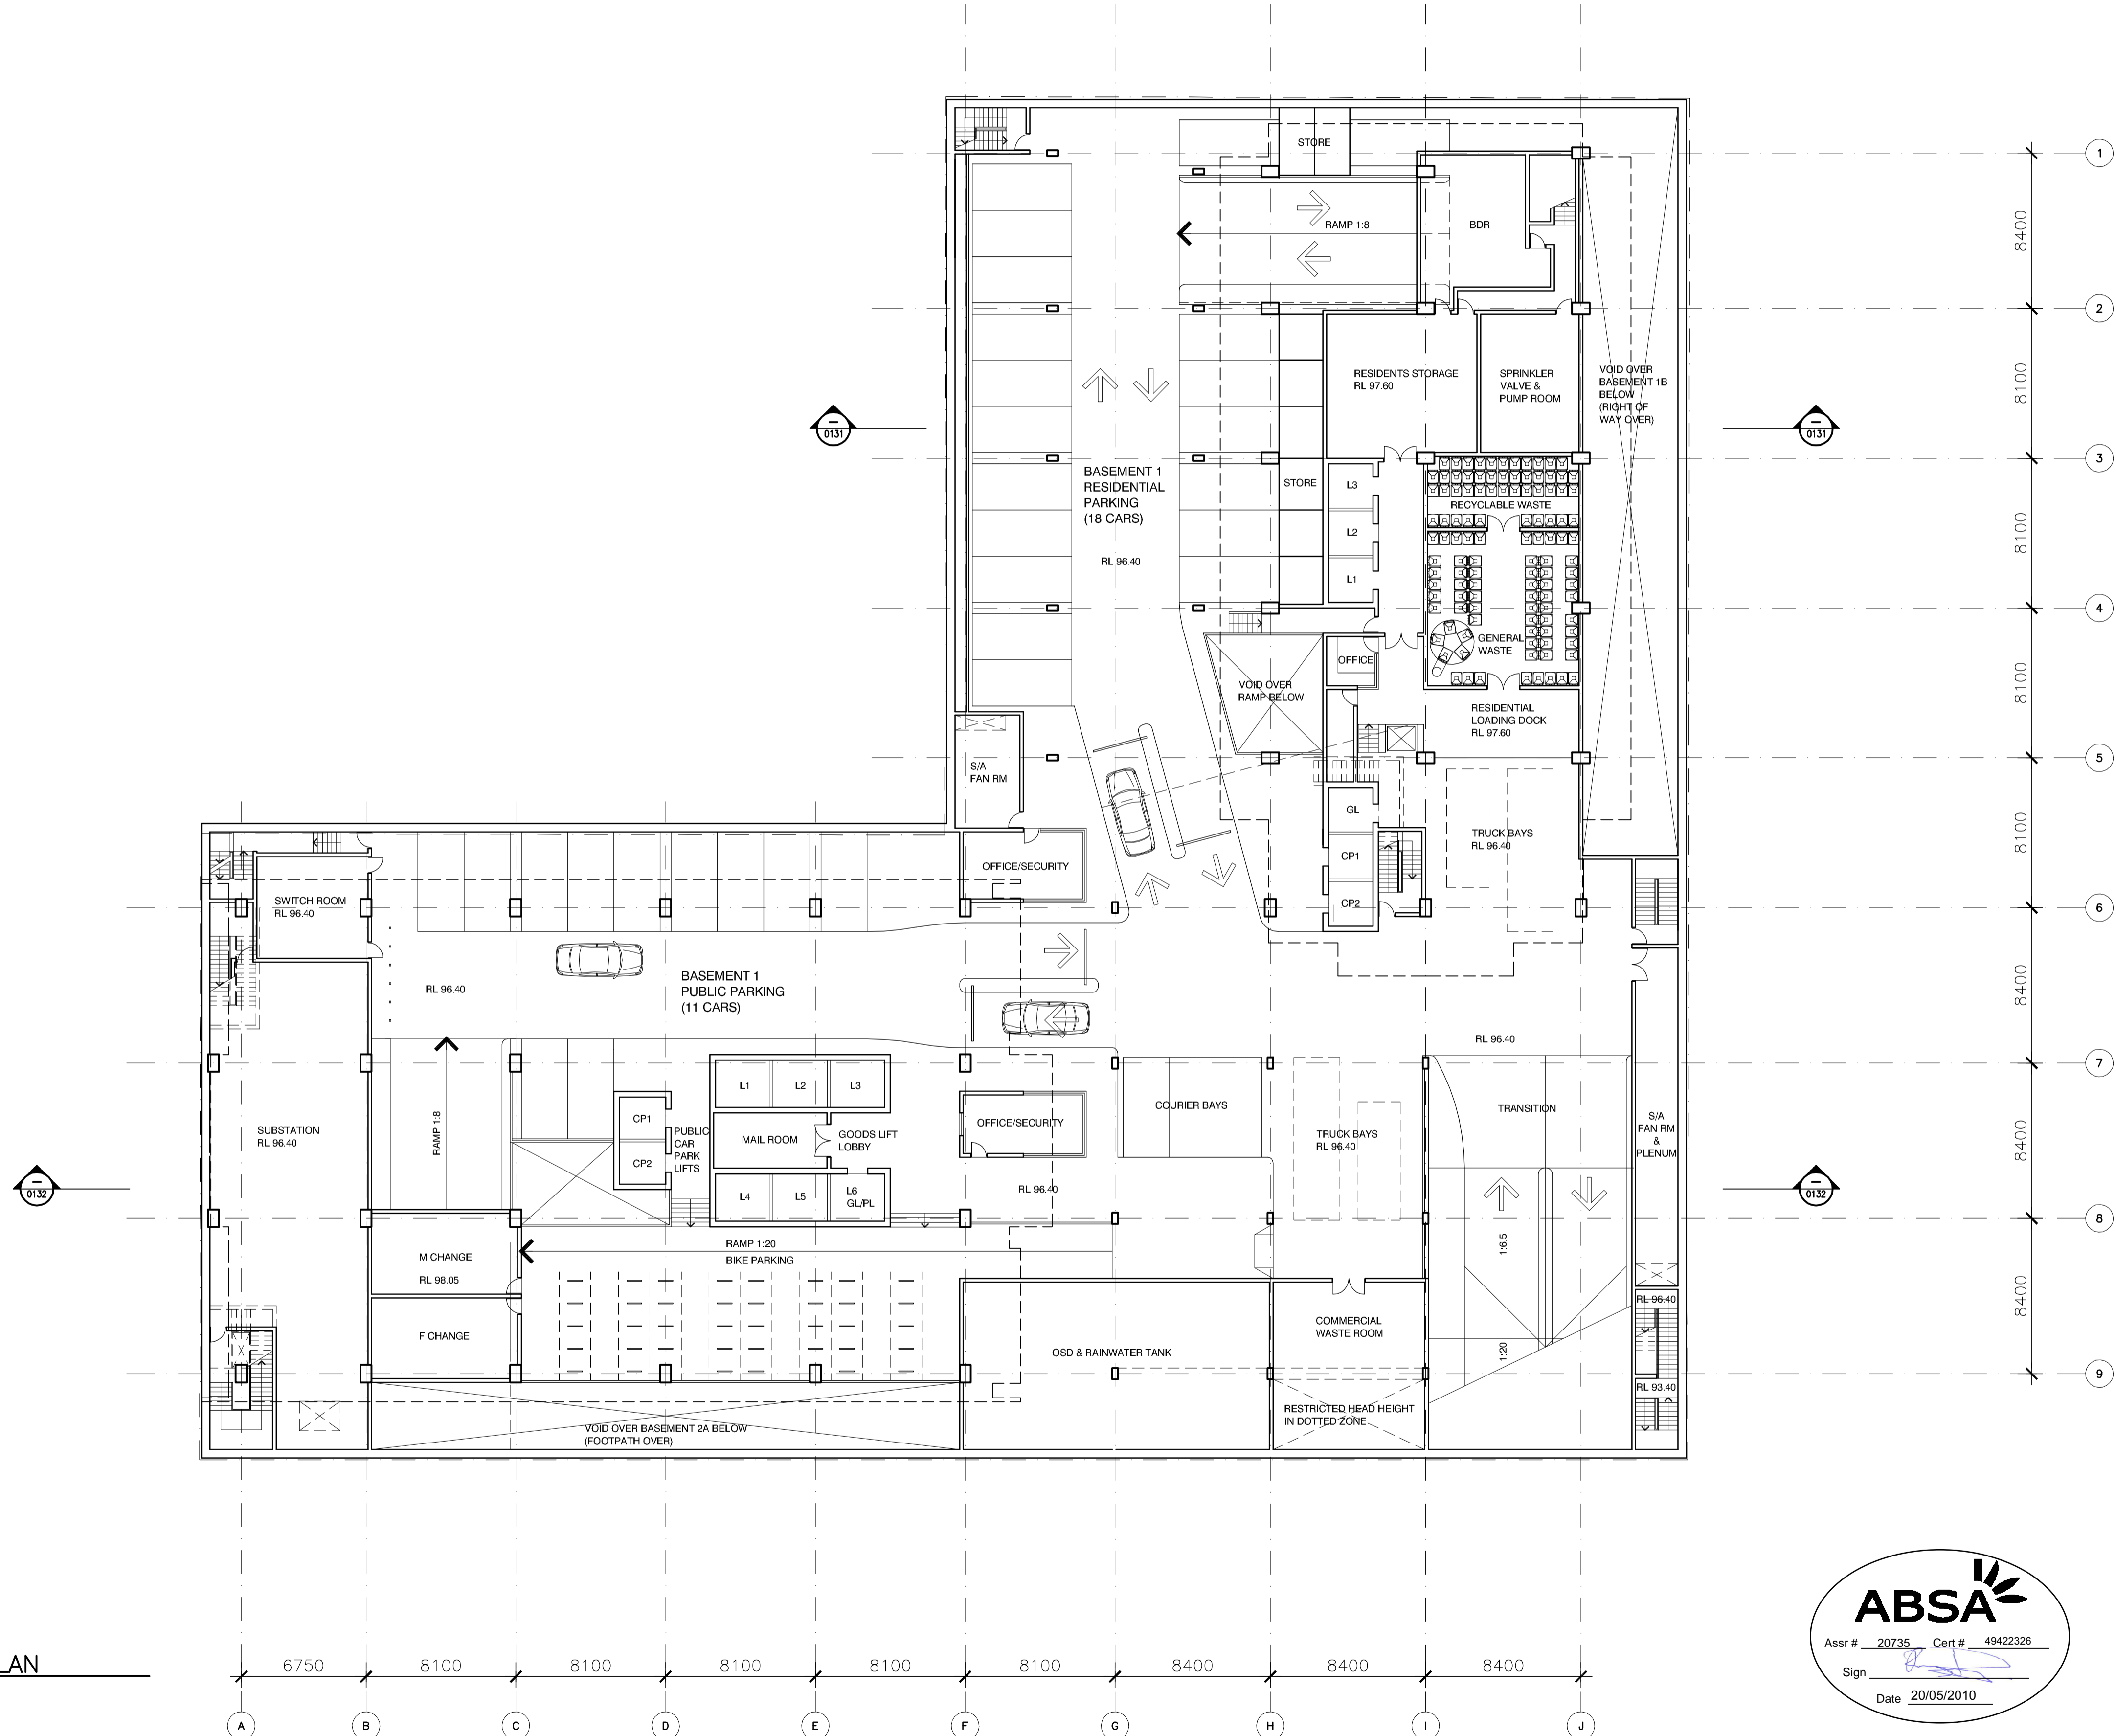 STORE
1
RAMP 1:8
BDR
8400
2
RESIDENTS STORAGE
RL 97.60
SPRINKLER
VALVE &
PUMP ROOM
VOID OVER
BASEMENT 1B
BELOW
(RIGHT OF
WAY OVER)
8100
0131
0131
3
BASEMENT 1
RESIDENTIAL
PARKING
(18 CARS)
RL 96.40
STORE
L3
L2
L1
RECYCLABLE WASTE
8100
4
GENERAL
WASTE
OFFICE
VOID OVER
RAMP BELOW
RESIDENTIAL
LOADING DOCK
RL 97.60
8100
5
S/A
FAN RM
GL
CP1
CP2
TRUCK BAYS
RL 96.40
8100
OFFICE/SECURITY
SWITCH ROOM
RL 96.40
6
RL 96.40
BASEMENT 1
PUBLIC PARKING
(11 CARS)
8400
RL 96.40
7
L1
L2
L3
COURIER BAYS
TRANSITION
SUBSTATION
RL 96.40
RAMP 1:8
CP1
CP2
PUBLIC
CAR
PARK
LIFTS
MAIL ROOM
GOODS LIFT
LOBBY
OFFICE/SECURITY
TRUCK BAYS
RL 96.40
S/A
FAN RM
&
PLENUM
8400
0132
L4
L5
L6
GL/PL
RL 96.40
0132
8
RAMP 1:20
BIKE PARKING
1:6.5
M CHANGE
RL 98.05
RL 96.40
8400
F CHANGE
COMMERCIAL
WASTE ROOM
OSD & RAINWATER TANK
1:20
9
RL 93.40
RESTRICTED HEAD HEIGHT
IN DOTTED ZONE
VOID OVER BASEMENT 2A BELOW
(FOOTPATH OVER)
ABSA
Assr # 20735 Cert # 49422326
Sign
Date 20/05/2010
LAN
6750
8100
8100
8100
8100
8100
8400
8400
8400
A
B
C
D
E
F
G
H
I
J